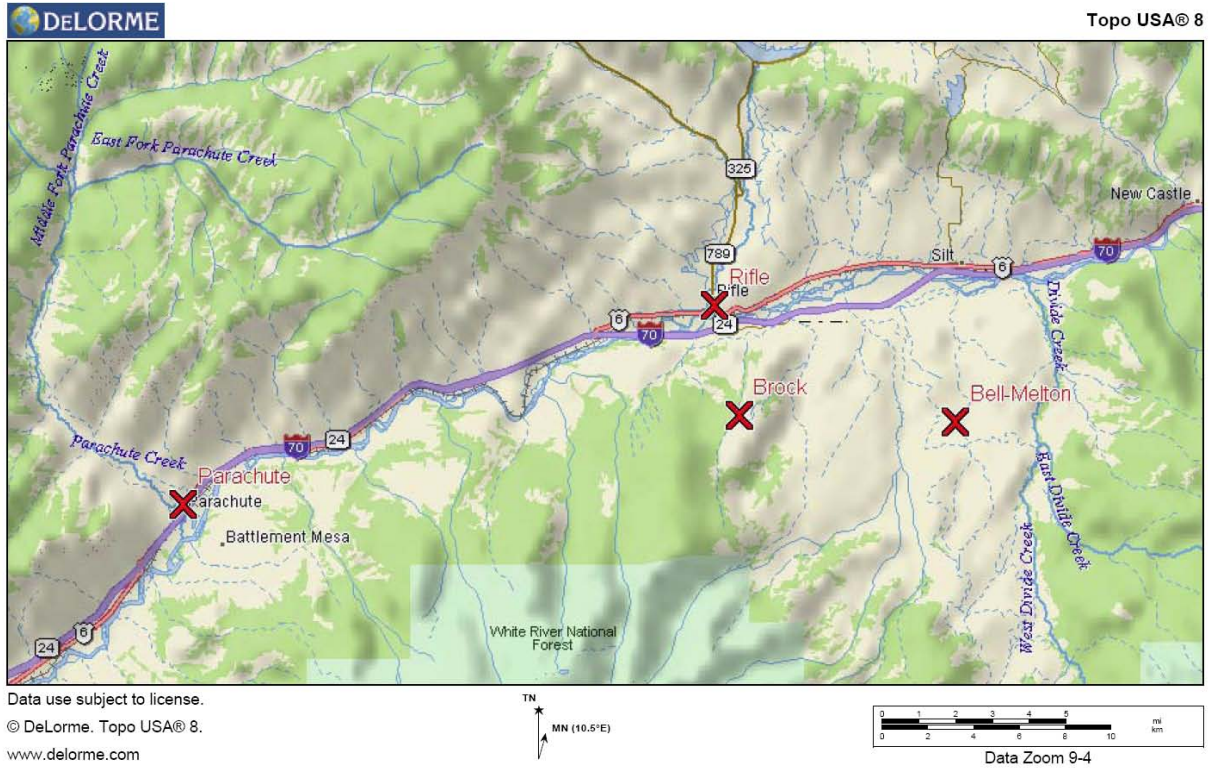 DELORME
Topo USA® 8
Middle Fork Parachute Creek
East Fork Parachute Creek
325
New Castle
789
Silt
6
70
Rifle
Rifle
6
24
70
Divide Creek
Brock
Bell-Melton
24
70
Parachute Creek
Parachute
Parachute
Battlement Mesa
East Divide Creek
West Divide Creek
White River National
Forest
6
24
Data use subject to license.
© DeLorme. Topo USA® 8.
www.delorme.com
TN
MN (10.5°E)
0 1 2 3 4 5
mi
km
0 2 4 6 8 10
Data Zoom 9-4